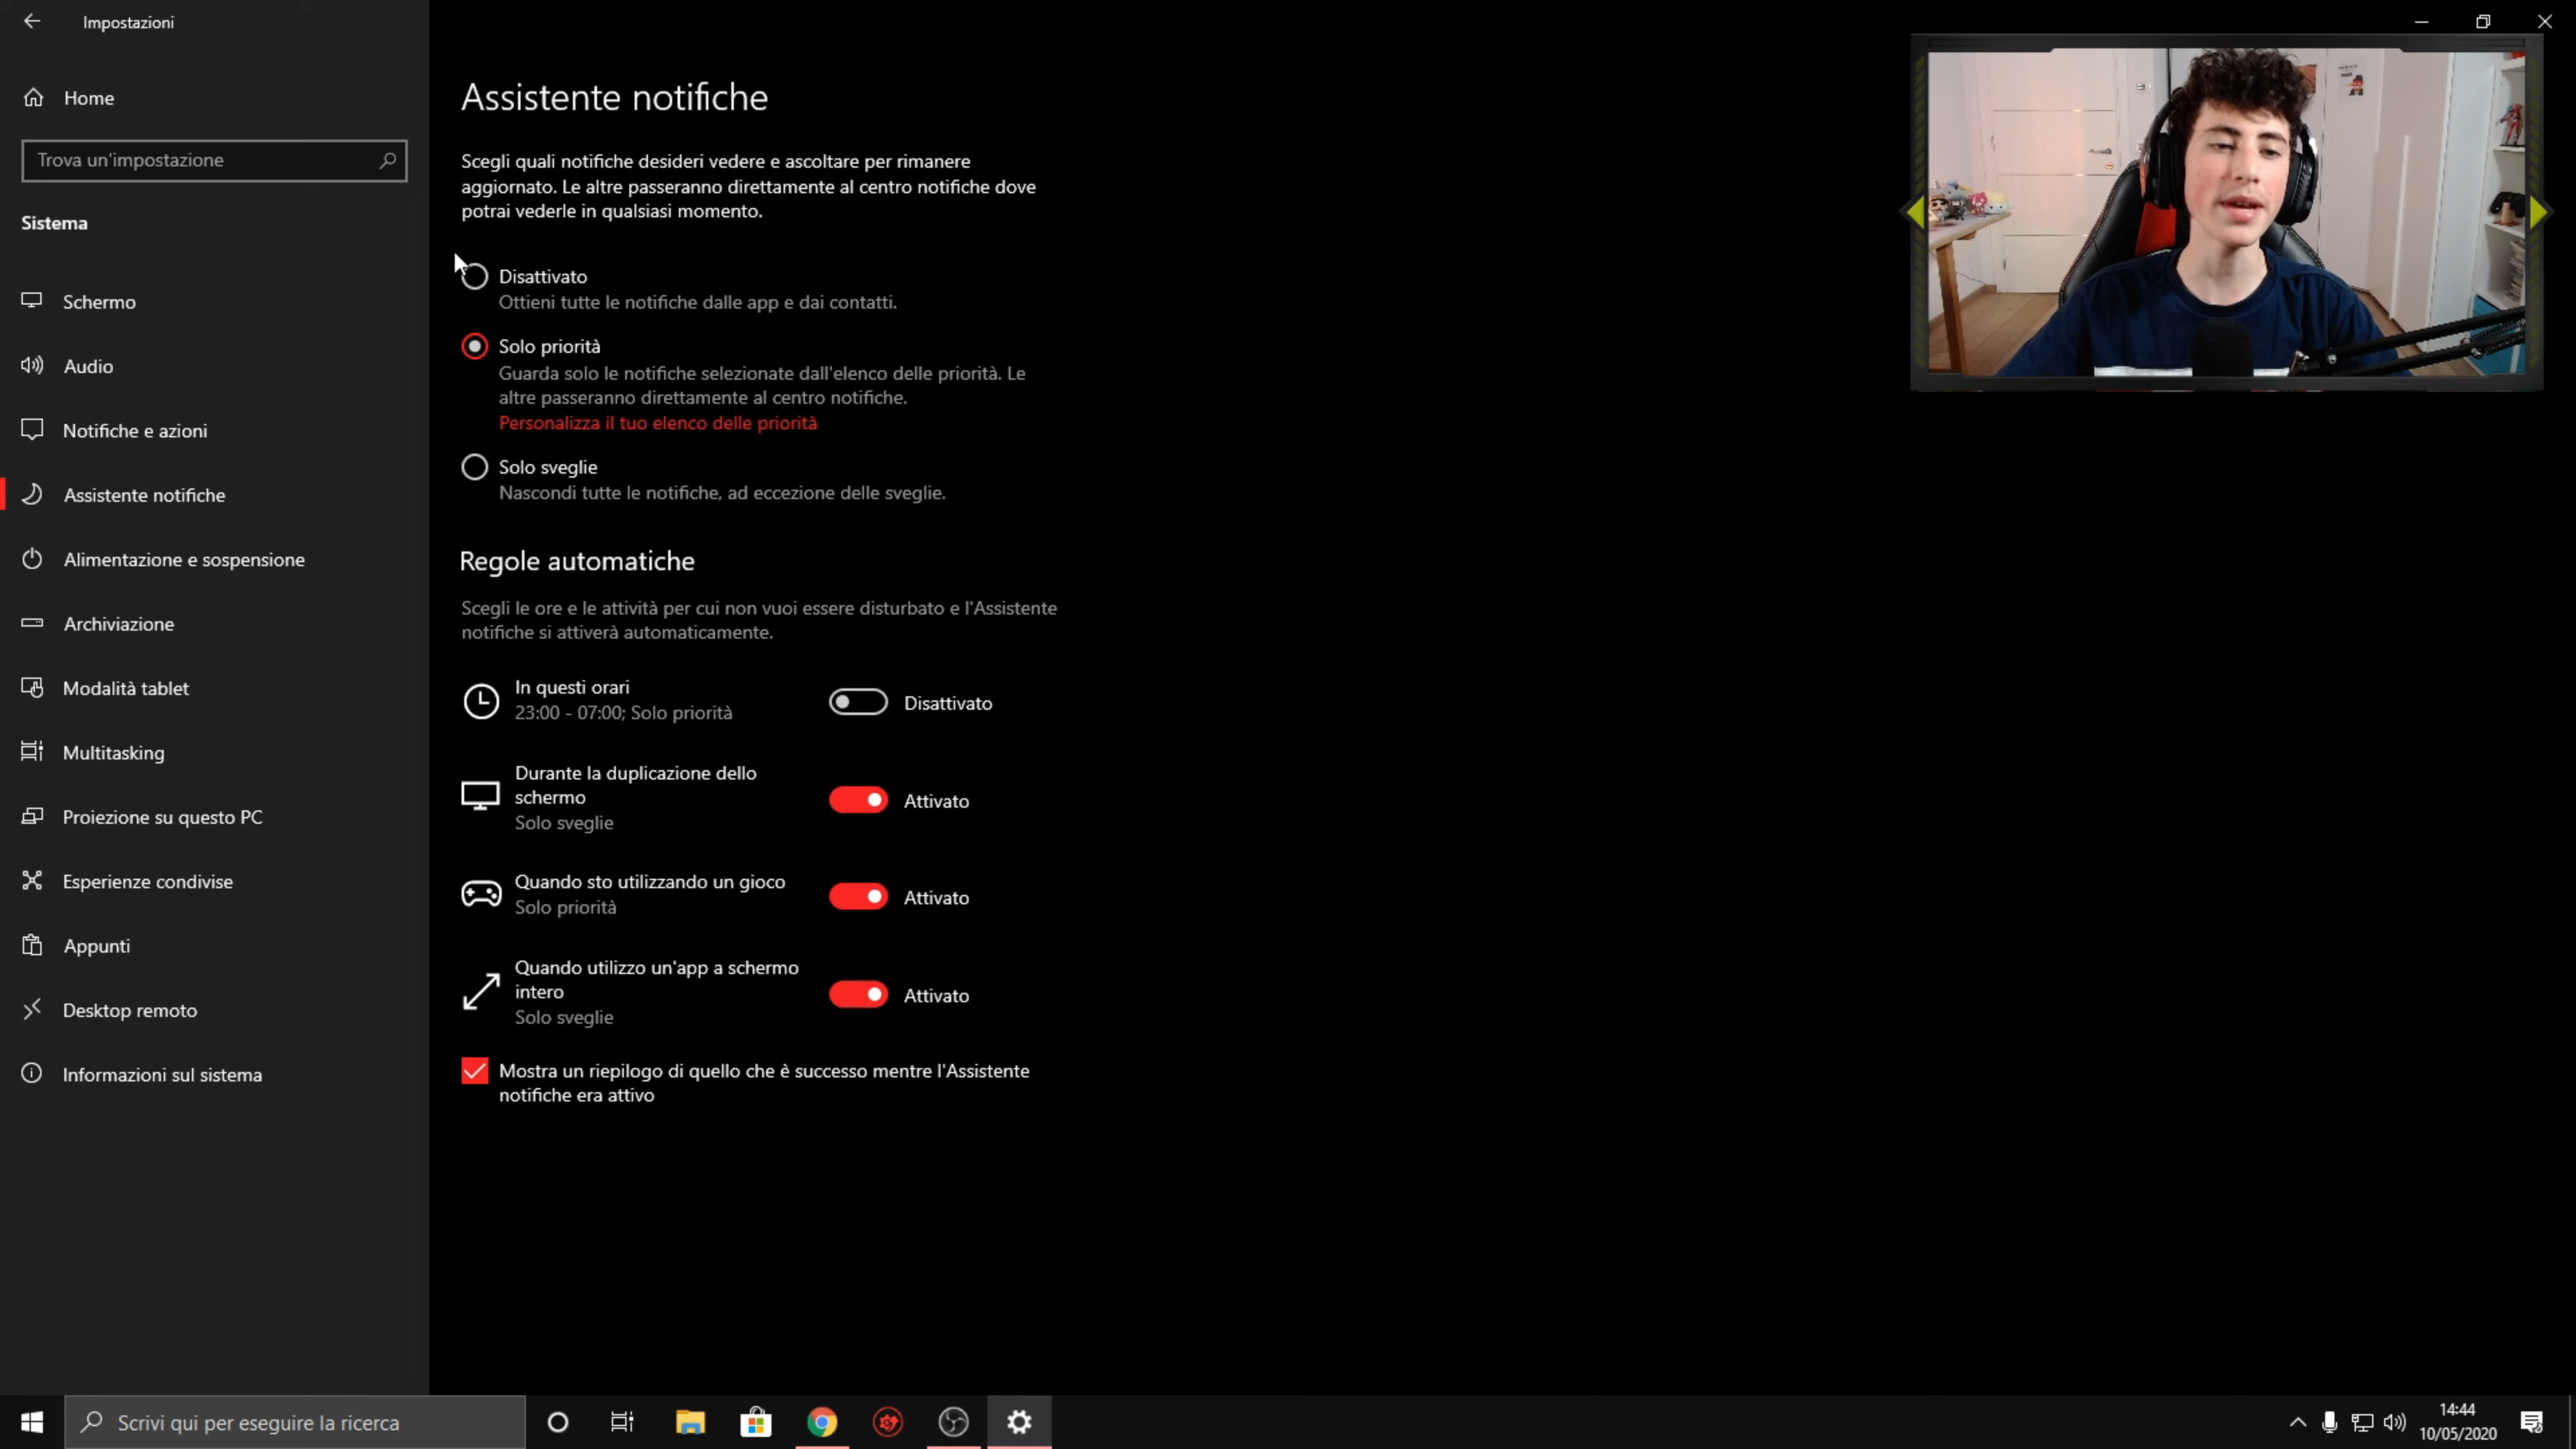 Impostazioni
Home
Trova un'impostazione
Sistema
Schermo
Audio
Notifiche e azioni
Assistente notifiche
Alimentazione e sospensione
Archiviazione
Modalità tablet
Multitasking
Proiezione su questo PC
Esperienze condivise
Appunti
Desktop remoto
Informazioni sul sistema
Assistente notifiche
Scegli quali notifiche desideri vedere e ascoltare per rimanere
aggiornato. Le altre passeranno direttamente al centro notifiche dove
potrai vederle in qualsiasi momento.
Disattivato
Ottieni tutte le notifiche dalle app e dai contatti.
Solo priorità
Guarda solo le notifiche selezionate dall'elenco delle priorità. Le
altre passeranno direttamente al centro notifiche.
Personalizza il tuo elenco delle priorità
Solo sveglie
Nascondi tutte le notifiche, ad eccezione delle sveglie.
Regole automatiche
Scegli le ore e le attività per cui non vuoi essere disturbato e l'Assistente
notifiche si attiverà automaticamente.
In questi orari
23:00 - 07:00; Solo priorità
Disattivato
Durante la duplicazione dello
schermo
Solo sveglie
Attivato
Quando sto utilizzando un gioco
Solo priorità
Attivato
Quando utilizzo un'app a schermo
intero
Solo sveglie
Attivato
Mostra un riepilogo di quello che è successo mentre l'Assistente
notifiche era attivo
Scrivi qui per eseguire la ricerca
14:44
10/05/2020